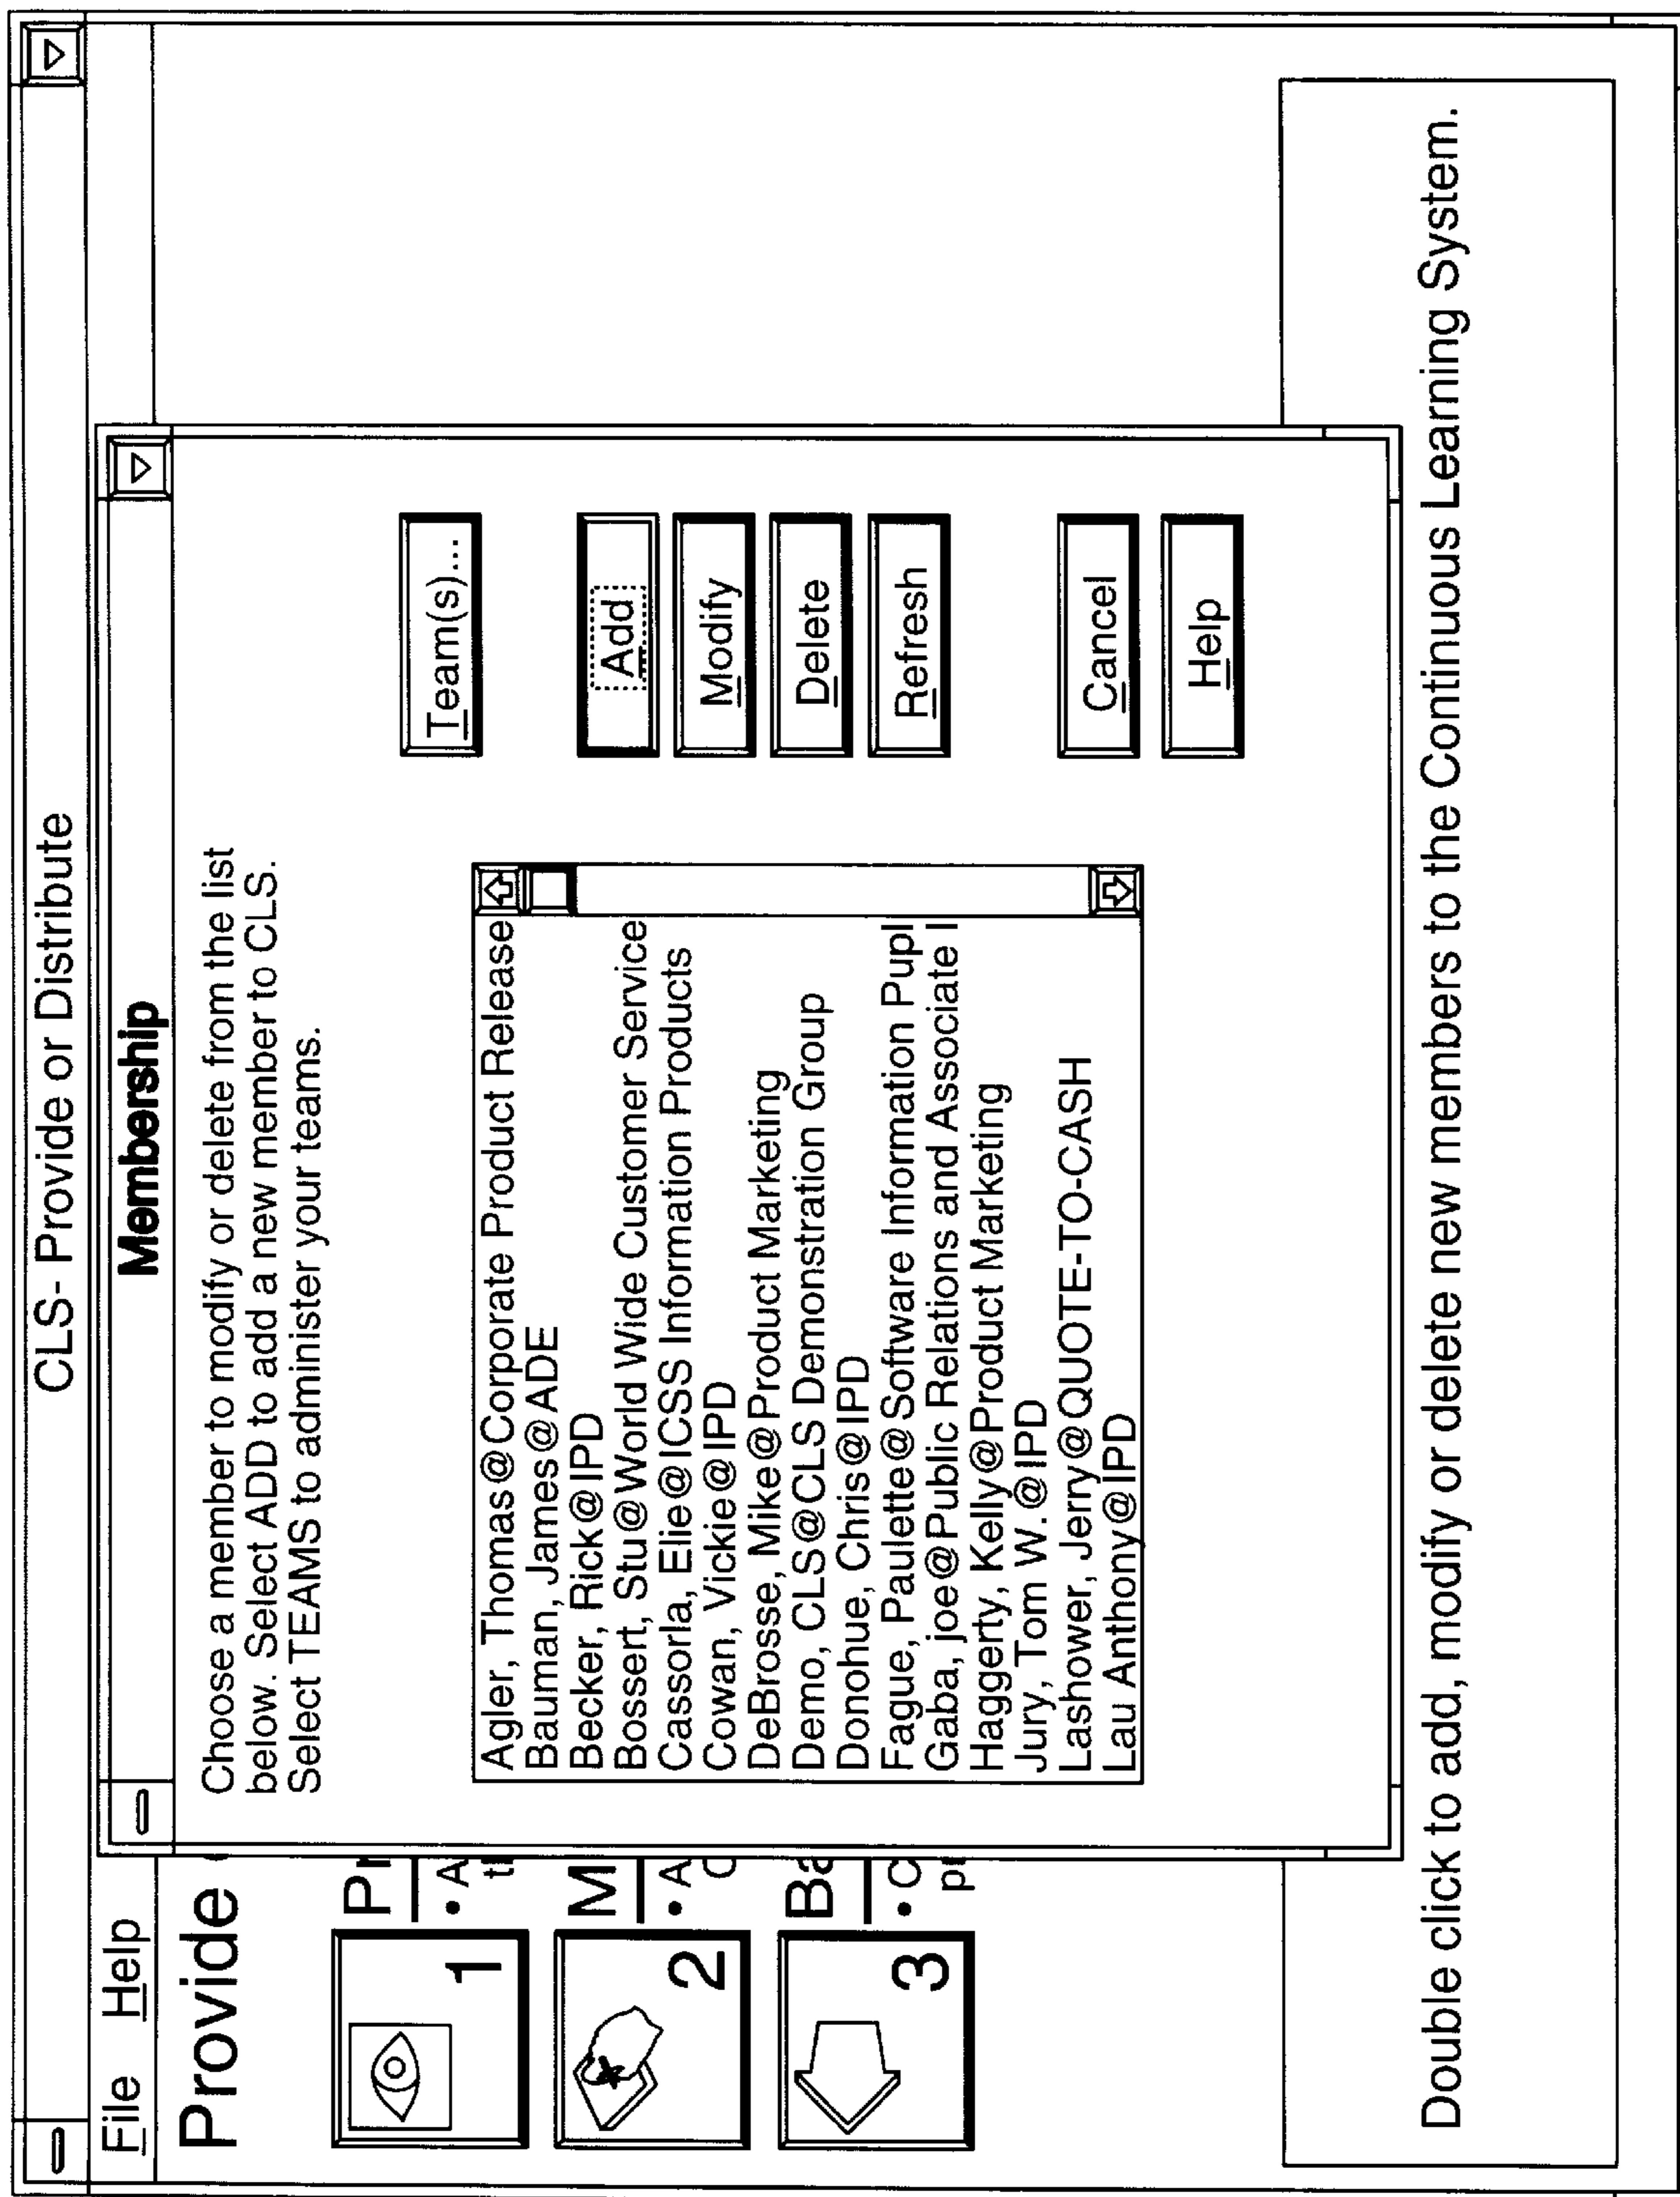 CLS- Provide or Distribute
File Help
Provide
Membership
Choose a member to modify or delete from the list
below. Select ADD to add a new member to CLS.
Select TEAMS to administer your teams.
Agler, Thomas@Corporate Product Release
Bauman, James@ADE
Becker, Rick@IPD
Bossert, Stu@World Wide Customer Service
Cassorla, Elie@ICSS Information Products
Cowan, Vickie@IPD
DeBrosse, Mike@Product Marketing
Demo, CLS@CLS Demonstration Group
Donohue, Chris@IPD
Fague, Paulette@Software Information Pupl
Gaba, joe@Public Relations and Associate I
Haggerty, Kelly@Product Marketing
Jury, Tom W.@IPD
Lashower, Jerry@QUOTE-TO-CASH
Lau Anthony@IPD
Team(s)...
Add
Modify
Delete
Refresh
Cancel
Help
1
Pr
• A
2
M
• A
3
Ba
• C
Double click to add, modify or delete new members to the Continuous Learning System.